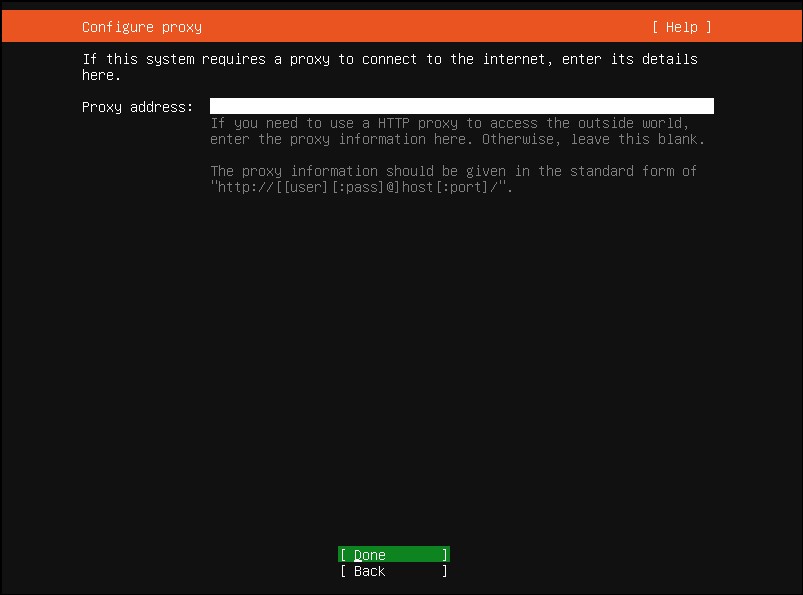 Configure proxy [ Help ]
If this system requires a proxy to connect to the internet, enter its details
here.
Proxy address:
If you need to use a HTTP proxy to access the outside world,
enter the proxy information here. Otherwise, leave this blank.
The proxy information should be given in the standard form of
"http://[[user][:pass]@]host[:port]/".
[ Done ]
[ Back ]